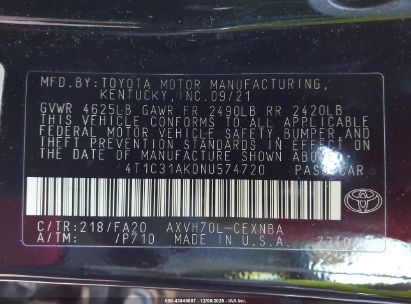 MFD.BY:TOYOTA MOTOR MANUFACTURING,
KENTUCKY, INC.09/21
GVWR 4625LB GAWR FR 2490LB RR 2420LB
THIS VEHICLE CONFORMS TO ALL APPLICABLE
FEDERAL MOTOR VEHICLE SAFETY, BUMPER, AND
THEFT PREVENTION STANDARDS IN EFFECT ON
THE DATE OF MANUFACTURE SHOWN ABOVE.
4T1C31AK0NU574720 PASS.CAR
C/TR:218/FA20 AXVH70L-CEXNBA
A/TM: /P710 MADE IN U.S.A.
TOYOTA